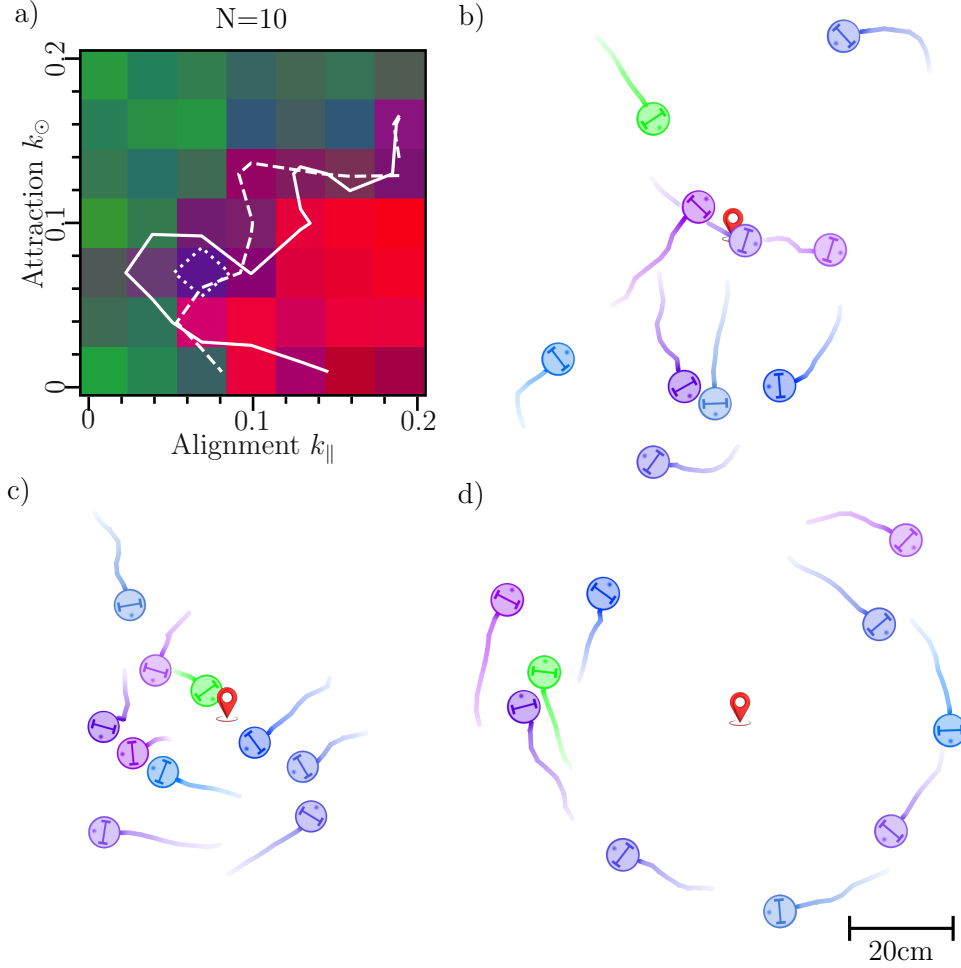 a)
N=10
b)
Attraction k⊙
0.2
0.1
0
0
0.1
0.2
Alignment k∥
c)
d)
20cm